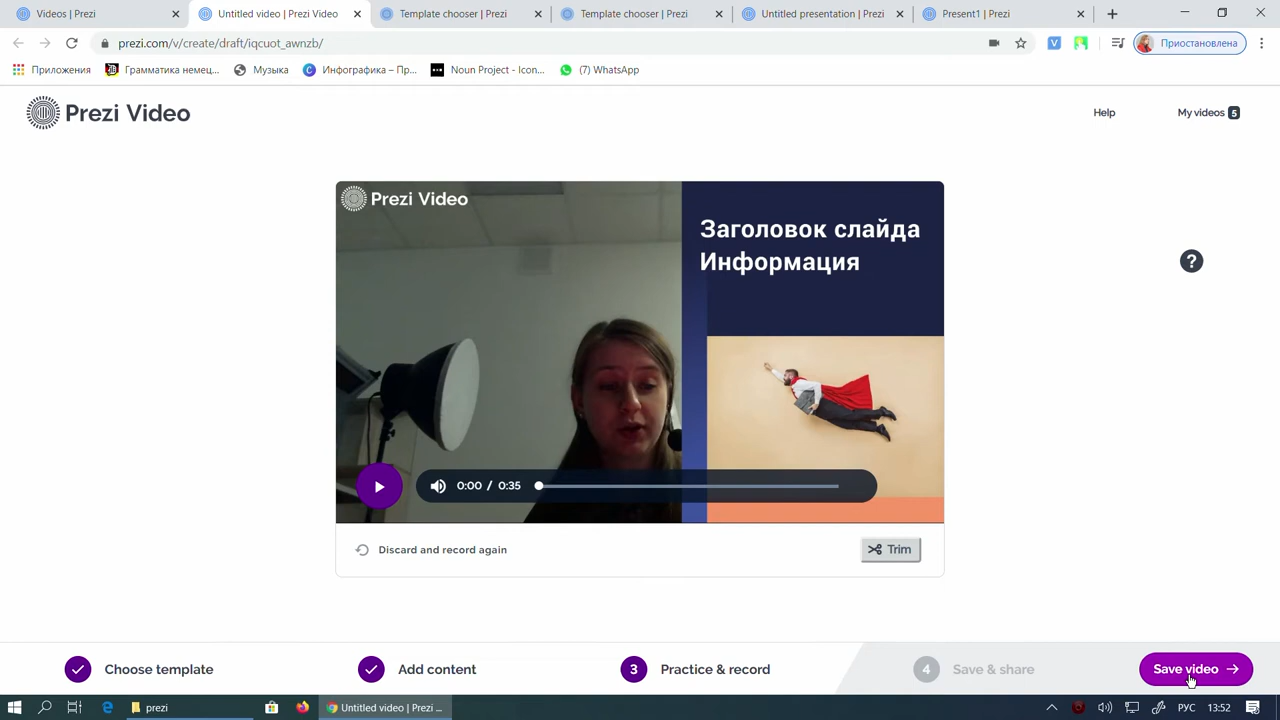 Videos | Prezi
Untitled video | Prezi Video
Template chooser | Prezi
Template chooser | Prezi
Untitled presentation | Prezi
Present1 | Prezi
prezi.com/v/create/draft/iqcuot_awnzb/
Приостановлена
Приложения
Грамматика немец...
Музыка
Инфографика – Пр...
Noun Project - Icon...
(7) WhatsApp
Prezi Video
Help
My videos 5
Prezi Video
Заголовок слайда
Информация
0:00 / 0:35
Discard and record again
Trim
Choose template
Add content
3 Practice & record
4 Save & share
Save video
prezi
Untitled video | Prezi ...
РУС
13:52